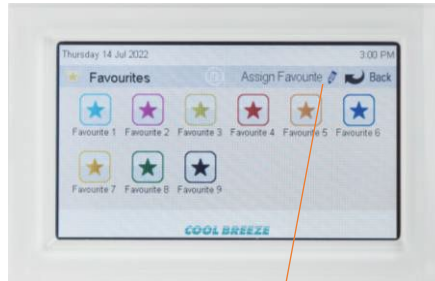 Thursday 14 Jul 2022 3:00 PM
Favourites Assign Favourite Back
Favourite 1 Favourite 2 Favourite 3 Favourite 4 Favourite 5 Favourite 6
Favourite 7 Favourite 8 Favourite 9
COOL BREEZE